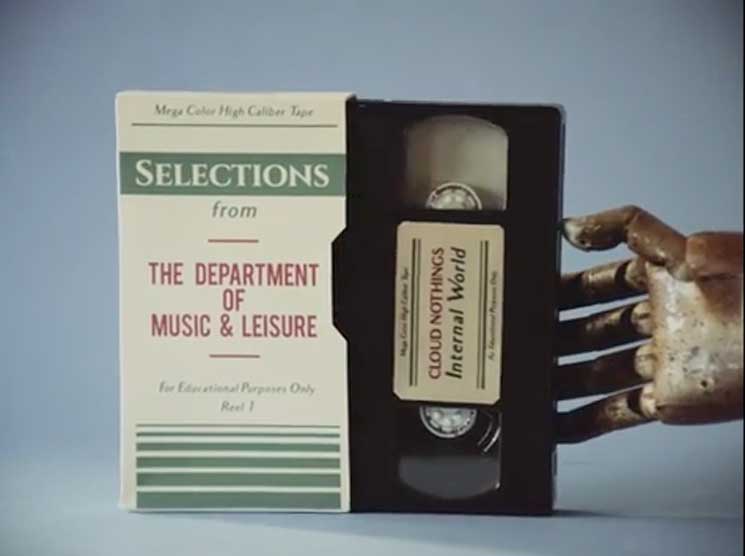 Mega Color High Caliber Tape
SELECTIONS
from
THE DEPARTMENT
OF
MUSIC & LEISURE
For Educational Purposes Only
Reel 1
Mega Color High Caliber Tape
CLOUD NOTHINGS
Internal World
For Educational Purposes Only